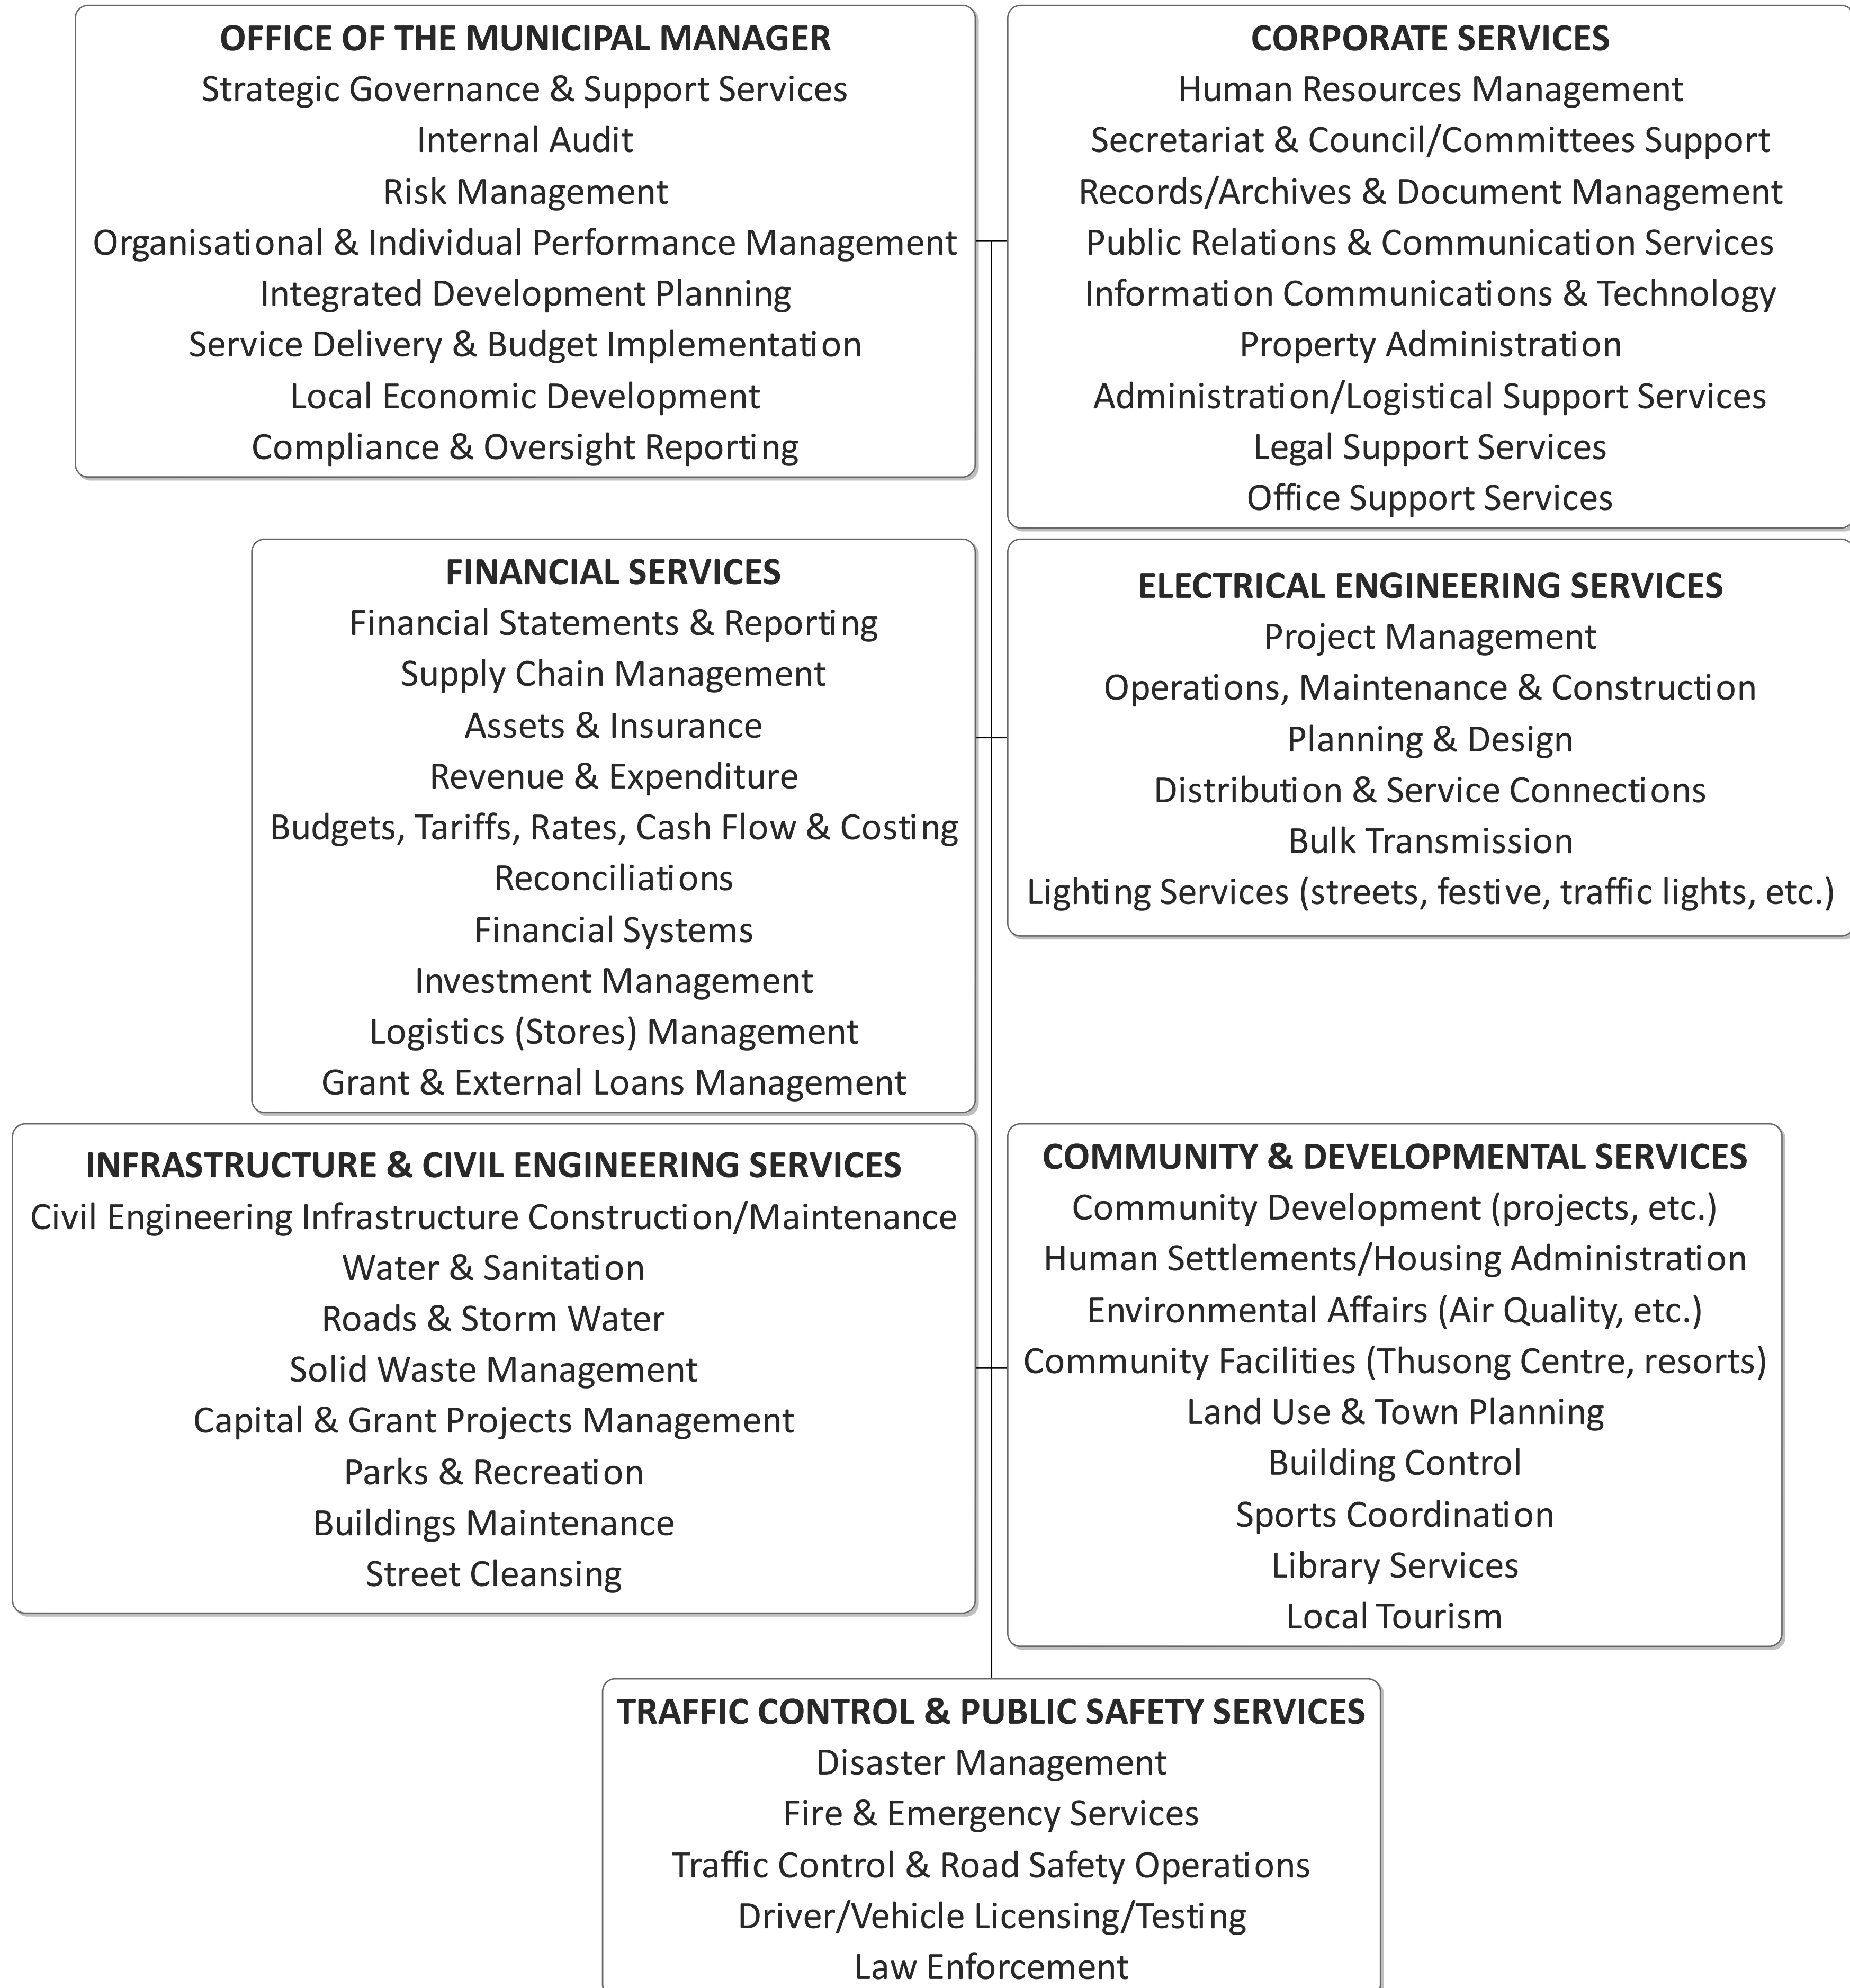 OFFICE OF THE MUNICIPAL MANAGER
Strategic Governance & Support Services
Internal Audit
Risk Management
Organisational & Individual Performance Management
Integrated Development Planning
Service Delivery & Budget Implementation
Local Economic Development
Compliance & Oversight Reporting
CORPORATE SERVICES
Human Resources Management
Secretariat & Council/Committees Support
Records/Archives & Document Management
Public Relations & Communication Services
Information Communications & Technology
Property Administration
Administration/Logistical Support Services
Legal Support Services
Office Support Services
FINANCIAL SERVICES
Financial Statements & Reporting
Supply Chain Management
Assets & Insurance
Revenue & Expenditure
Budgets, Tariffs, Rates, Cash Flow & Costing
Reconciliations
Financial Systems
Investment Management
Logistics (Stores) Management
Grant & External Loans Management
ELECTRICAL ENGINEERING SERVICES
Project Management
Operations, Maintenance & Construction
Planning & Design
Distribution & Service Connections
Bulk Transmission
Lighting Services (streets, festive, traffic lights, etc.)
INFRASTRUCTURE & CIVIL ENGINEERING SERVICES
Civil Engineering Infrastructure Construction/Maintenance
Water & Sanitation
Roads & Storm Water
Solid Waste Management
Capital & Grant Projects Management
Parks & Recreation
Buildings Maintenance
Street Cleansing
COMMUNITY & DEVELOPMENTAL SERVICES
Community Development (projects, etc.)
Human Settlements/Housing Administration
Environmental Affairs (Air Quality, etc.)
Community Facilities (Thusong Centre, resorts)
Land Use & Town Planning
Building Control
Sports Coordination
Library Services
Local Tourism
TRAFFIC CONTROL & PUBLIC SAFETY SERVICES
Disaster Management
Fire & Emergency Services
Traffic Control & Road Safety Operations
Driver/Vehicle Licensing/Testing
Law Enforcement